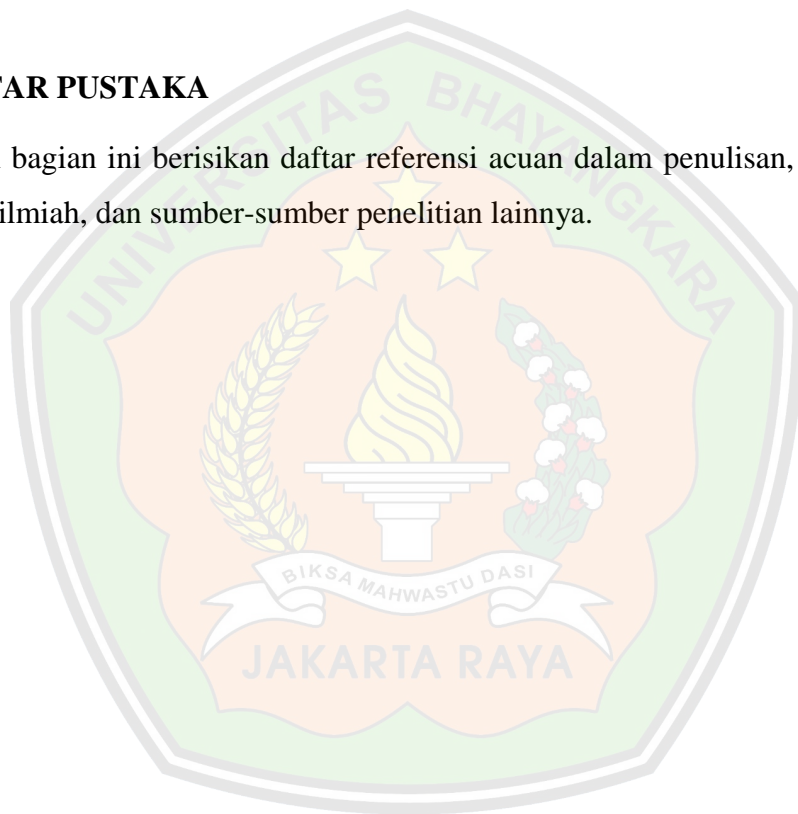 TAR PUSTAKA
bagian ini berisikan daftar referensi acuan dalam penulisan,
ilmiah, dan sumber-sumber penelitian lainnya.
UNIVERSITAS BHAYANGKARA
BIKSA MAHWASTU DASI
JAKARTA RAYA